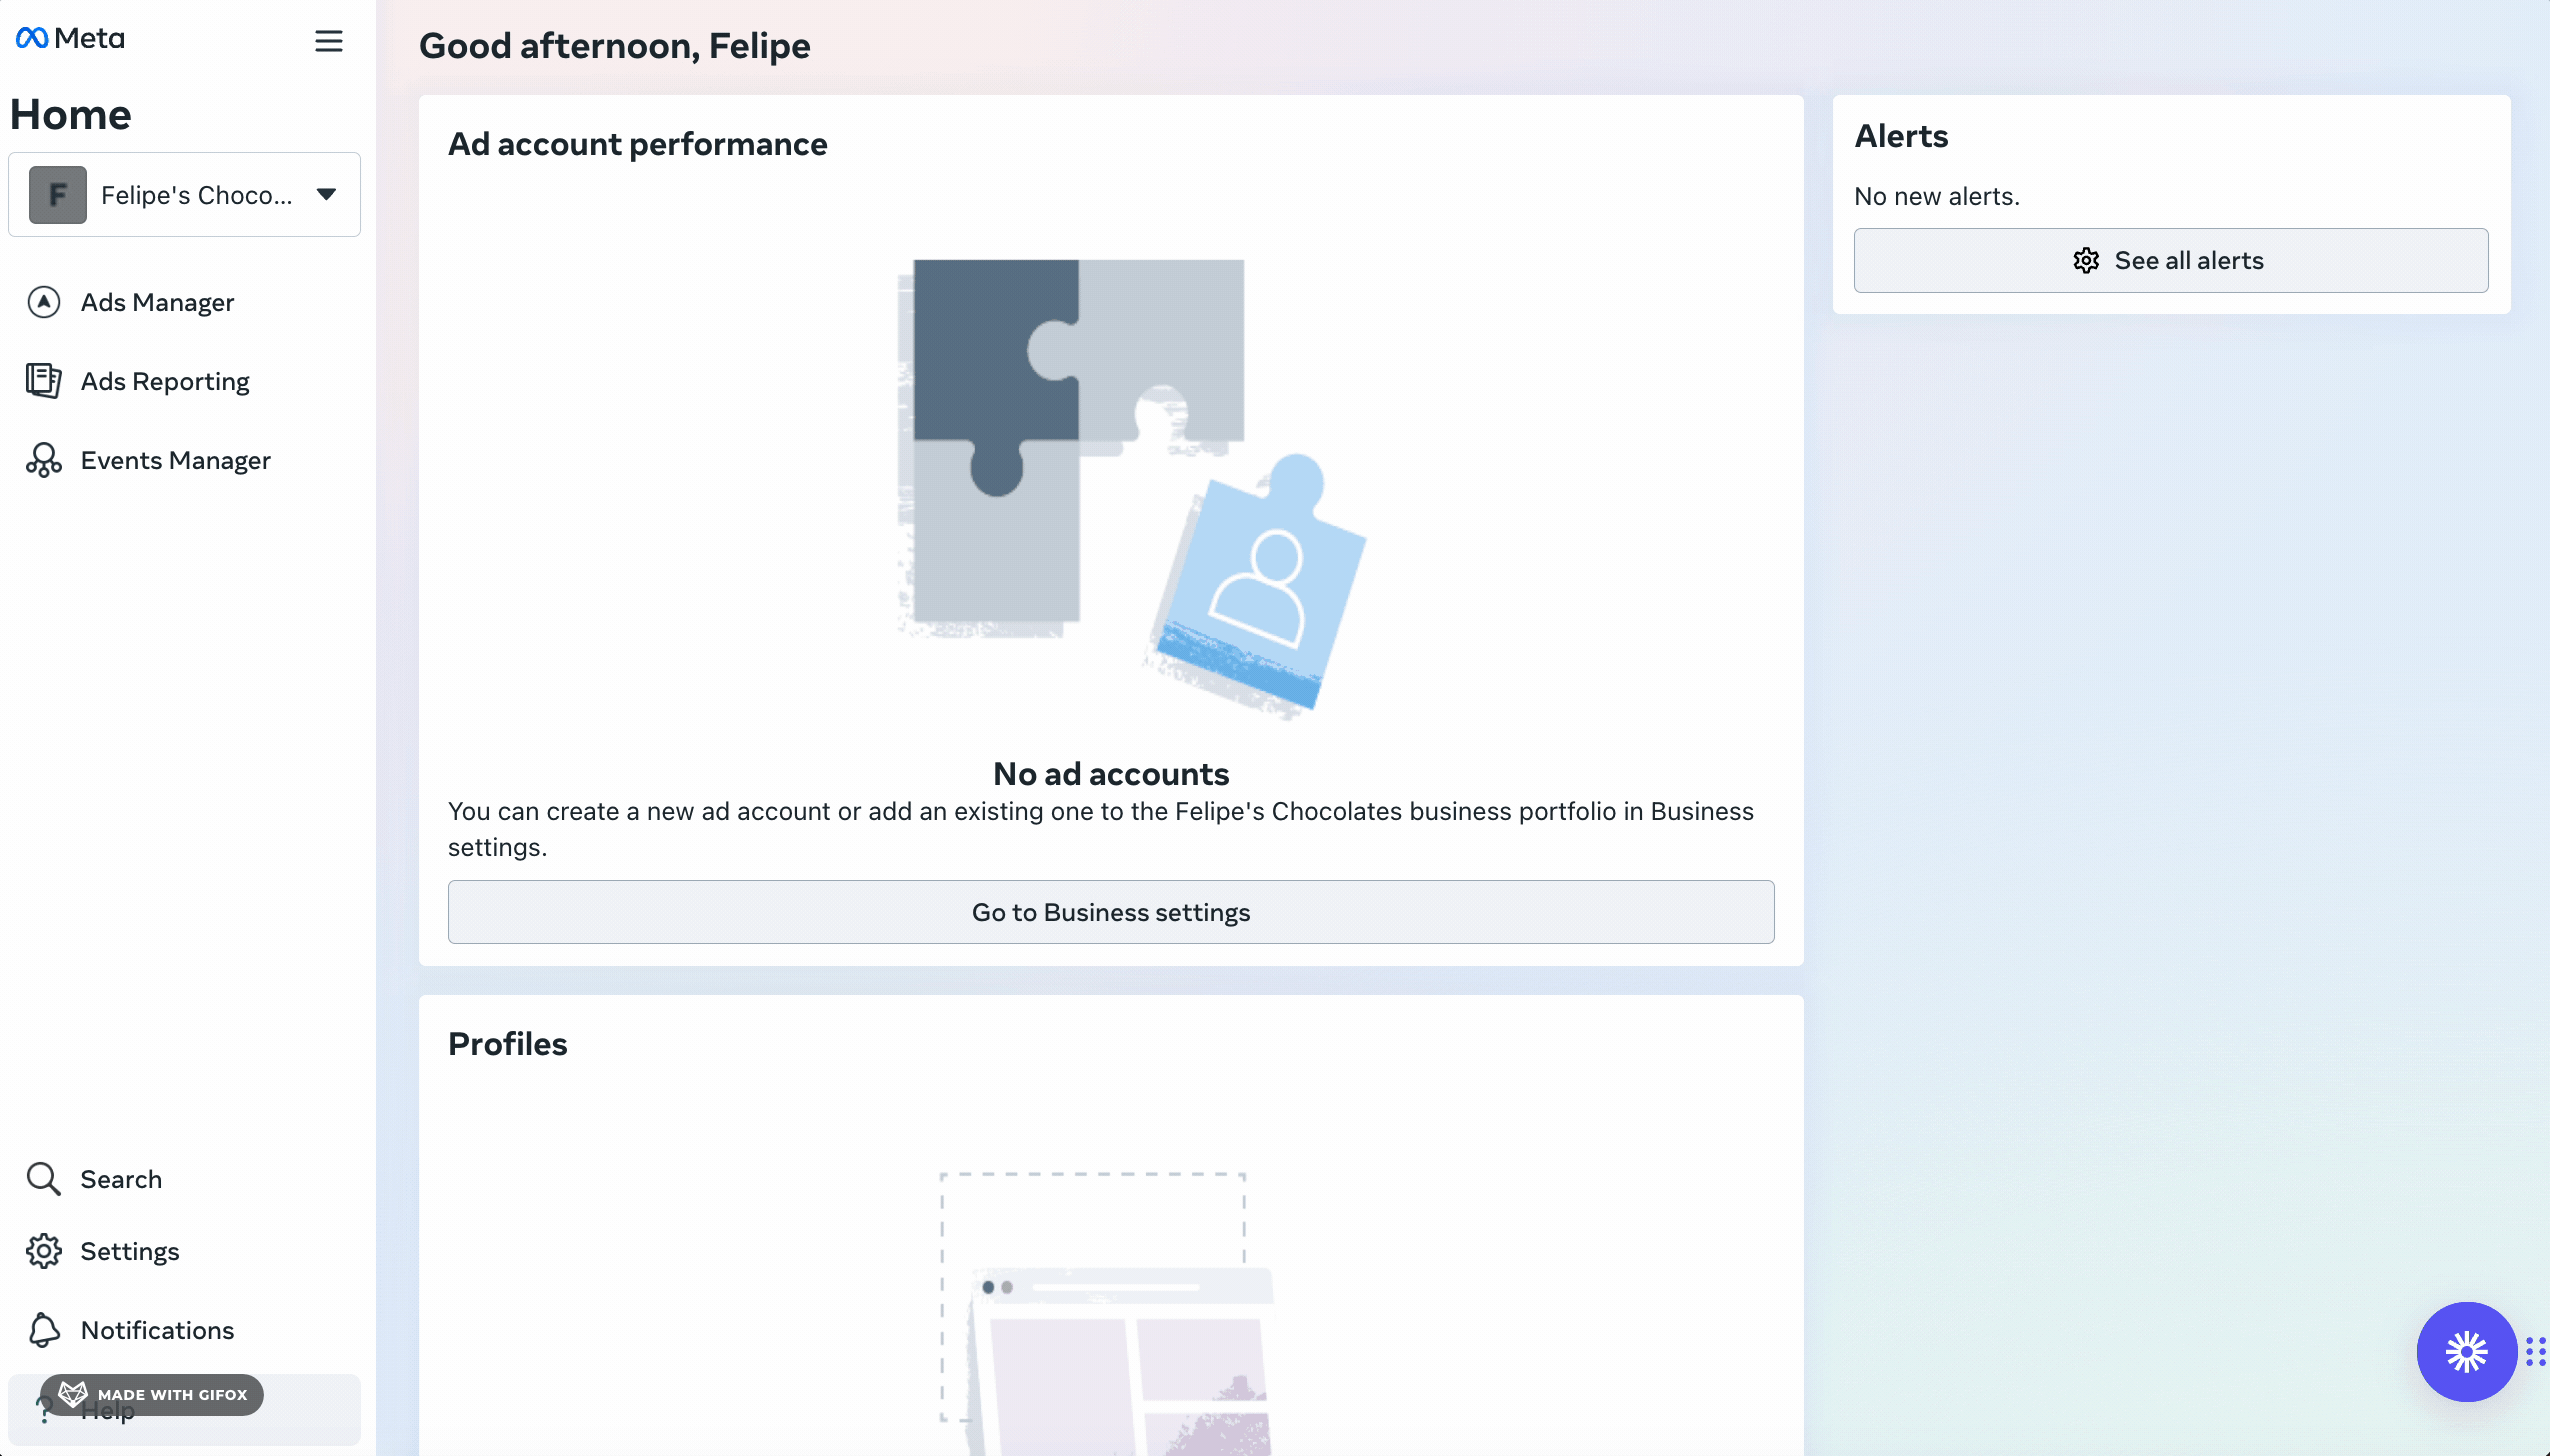 Meta
Home
F
Felipe's Choco...
Ads Manager
Ads Reporting
Events Manager
Search
Settings
Notifications
MADE WITH GIFOX
? Help
Good afternoon, Felipe
Ad account performance
No ad accounts
You can create a new ad account or add an existing one to the Felipe's Chocolates business portfolio in Business
settings.
Go to Business settings
Profiles
Alerts
No new alerts.
See all alerts